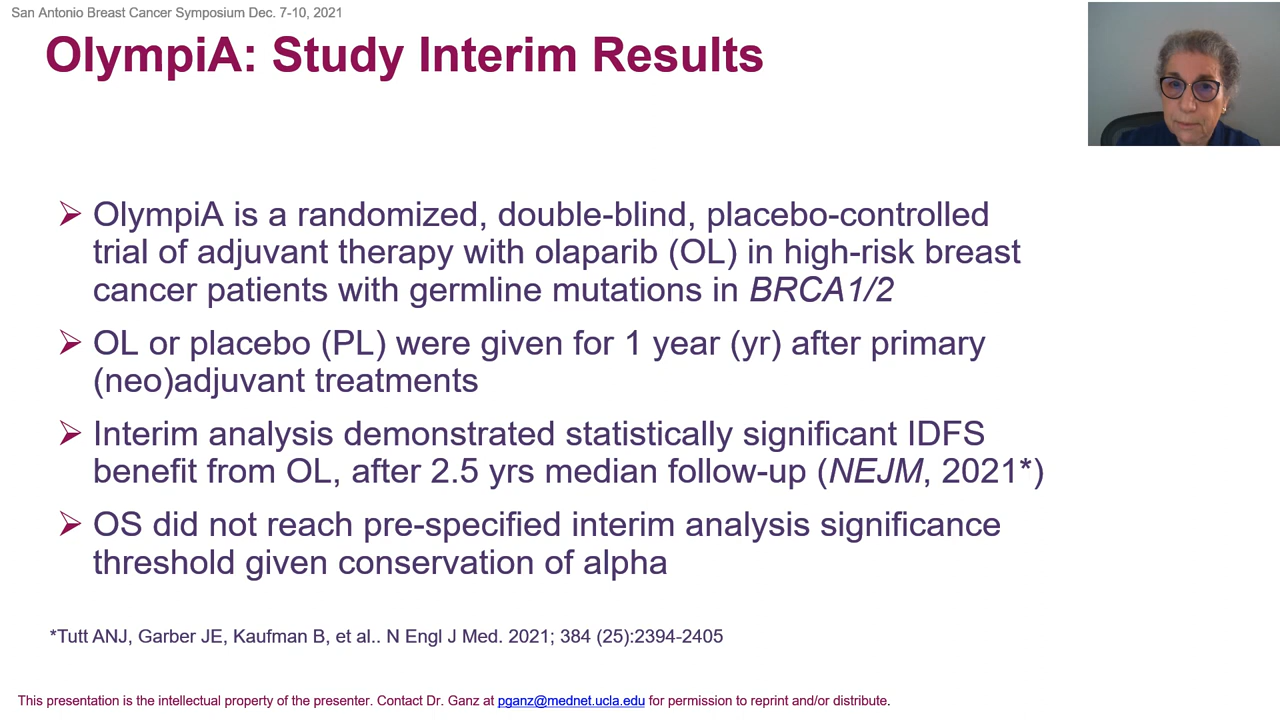 San Antonio Breast Cancer Symposium Dec. 7-10, 2021
OlympiA: Study Interim Results
OlympiA is a randomized, double-blind, placebo-controlled
trial of adjuvant therapy with olaparib (OL) in high-risk breast
cancer patients with germline mutations in BRCA1/2
OL or placebo (PL) were given for 1 year (yr) after primary
(neo)adjuvant treatments
Interim analysis demonstrated statistically significant IDFS
benefit from OL, after 2.5 yrs median follow-up (NEJM, 2021*)
OS did not reach pre-specified interim analysis significance
threshold given conservation of alpha
*Tutt ANJ, Garber JE, Kaufman B, et al.. N Engl J Med. 2021; 384 (25):2394-2405
This presentation is the intellectual property of the presenter. Contact Dr. Ganz at pganz@mednet.ucla.edu for permission to reprint and/or distribute.